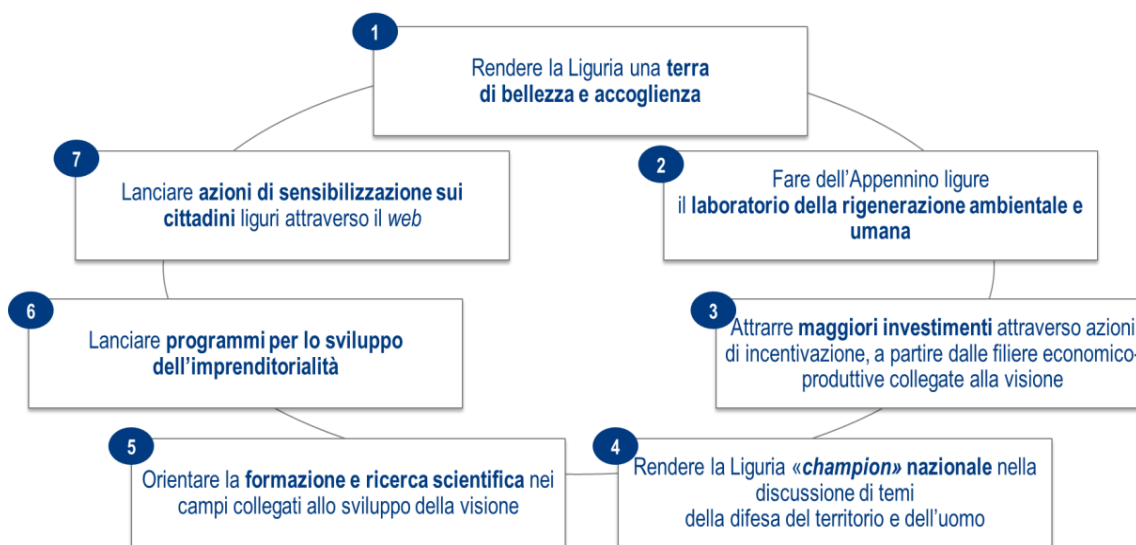 1
Rendere la Liguria una terra
di bellezza e accoglienza
2
Fare dell'Appennino ligure
il laboratorio della rigenerazione ambientale e
umana
3
Attrarre maggiori investimenti attraverso azioni
di incentivazione, a partire dalle filiere economico-
produttive collegate alla visione
4
Rendere la Liguria «champion» nazionale nella
discussione di temi
della difesa del territorio e dell'uomo
5
Orientare la formazione e ricerca scientifica nei
campi collegati allo sviluppo della visione
6
Lanciare programmi per lo sviluppo
dell'imprenditorialità
7
Lanciare azioni di sensibilizzazione sui
cittadini liguri attraverso il web